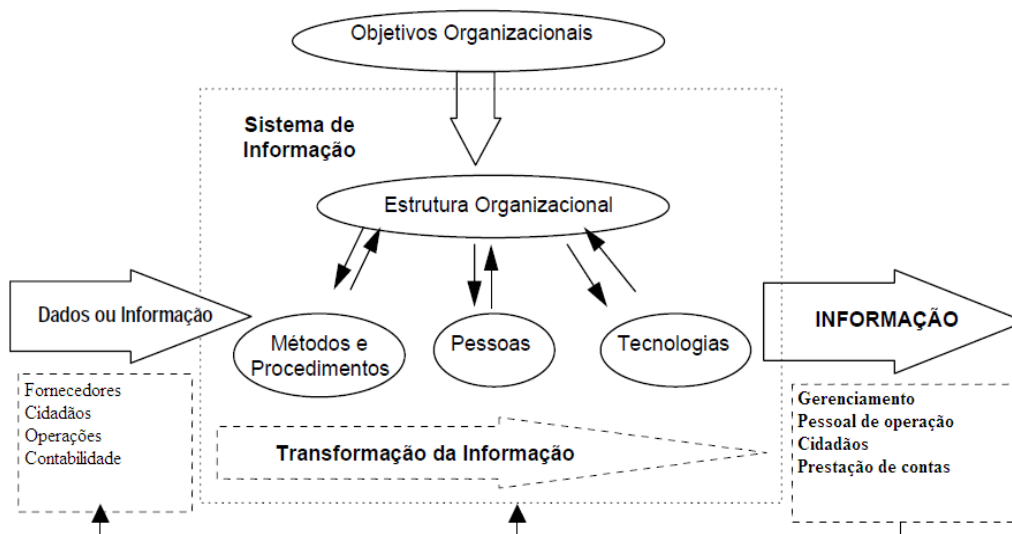 Objetivos Organizacionais
Sistema de
Informação
Estrutura Organizacional
Dados ou Informação
Métodos e
Procedimentos
Pessoas
Tecnologias
INFORMAÇÃO
Fornecedores
Cidadãos
Operações
Contabilidade
Transformação da Informação
Gerenciamento
Pessoal de operação
Cidadãos
Prestação de contas